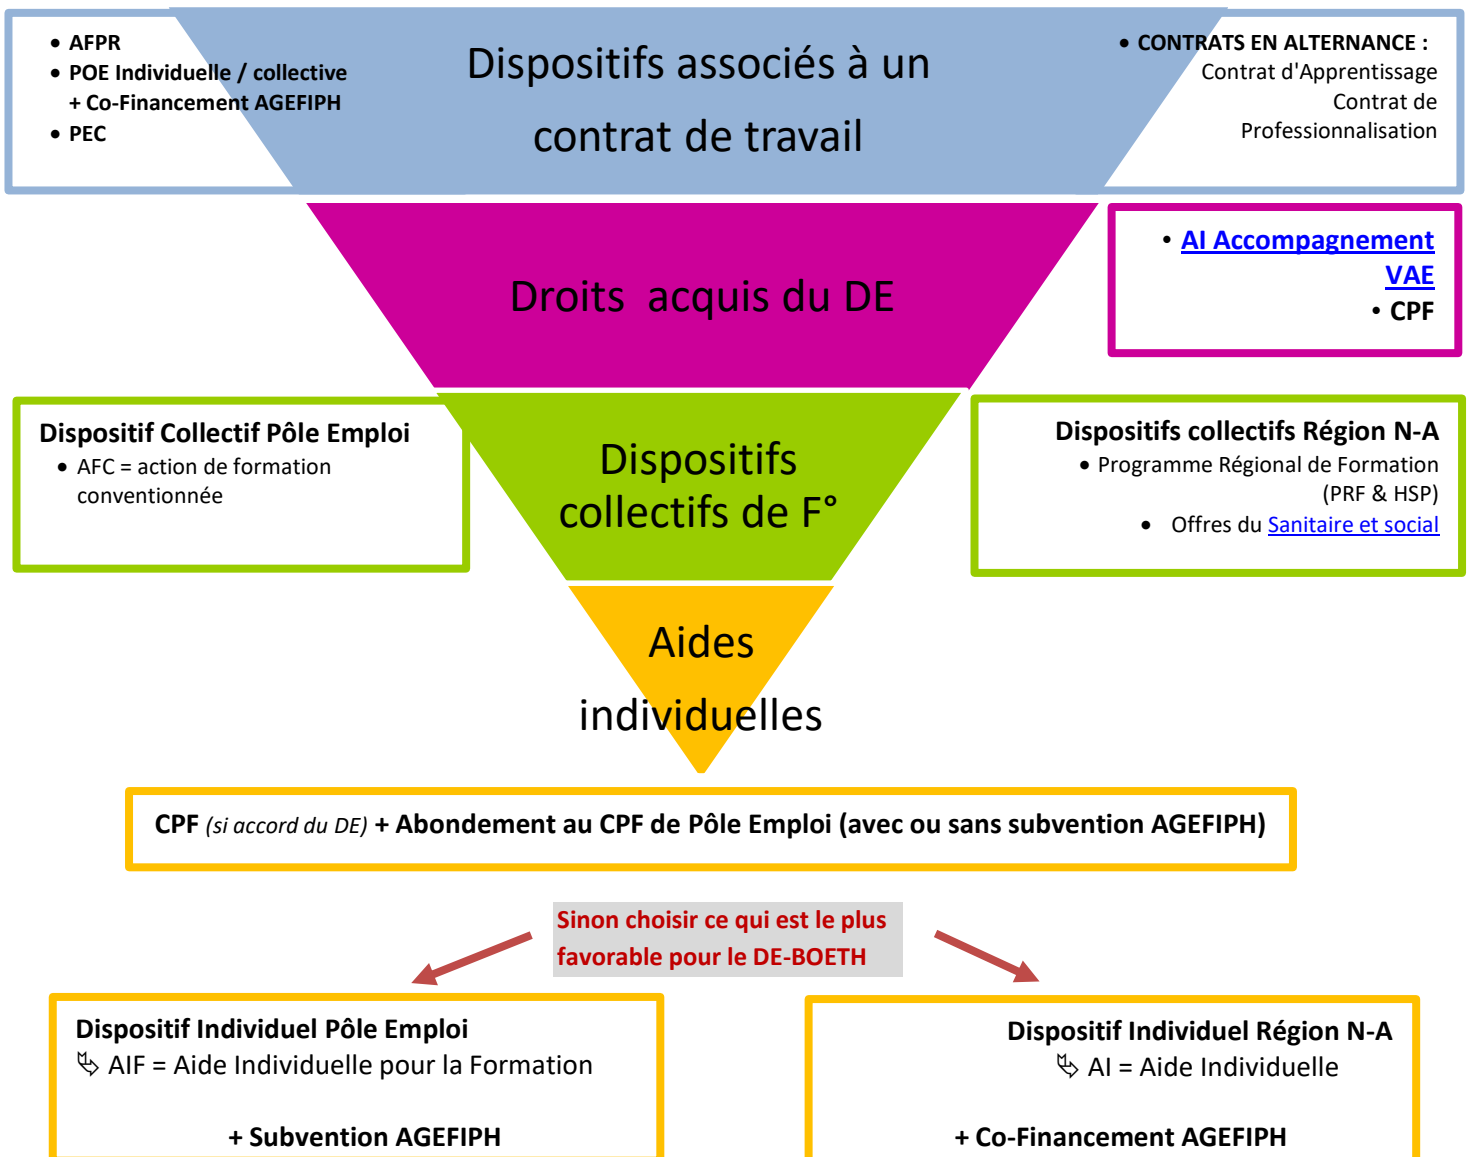 • AFPR
• POE Individuelle / collective
+ Co-Financement AGEFIPH
• PEC
Dispositifs associés à un
contrat de travail
• CONTRATS EN ALTERNANCE :
Contrat d'Apprentissage
Contrat de
Professionnalisation
Droits acquis du DE
• AI Accompagnement
VAE
• CPF
Dispositif Collectif Pôle Emploi
• AFC = action de formation
conventionnée
Dispositifs
collectifs de F°
Dispositifs collectifs Région N-A
• Programme Régional de Formation
(PRF & HSP)
• Offres du Sanitaire et social
Aides
individuelles
CPF (si accord du DE) + Abondement au CPF de Pôle Emploi (avec ou sans subvention AGEFIPH)
Sinon choisir ce qui est le plus
favorable pour le DE-BOETH
Dispositif Individuel Pôle Emploi
↳ AIF = Aide Individuelle pour la Formation
+ Subvention AGEFIPH
Dispositif Individuel Région N-A
↳ AI = Aide Individuelle
+ Co-Financement AGEFIPH